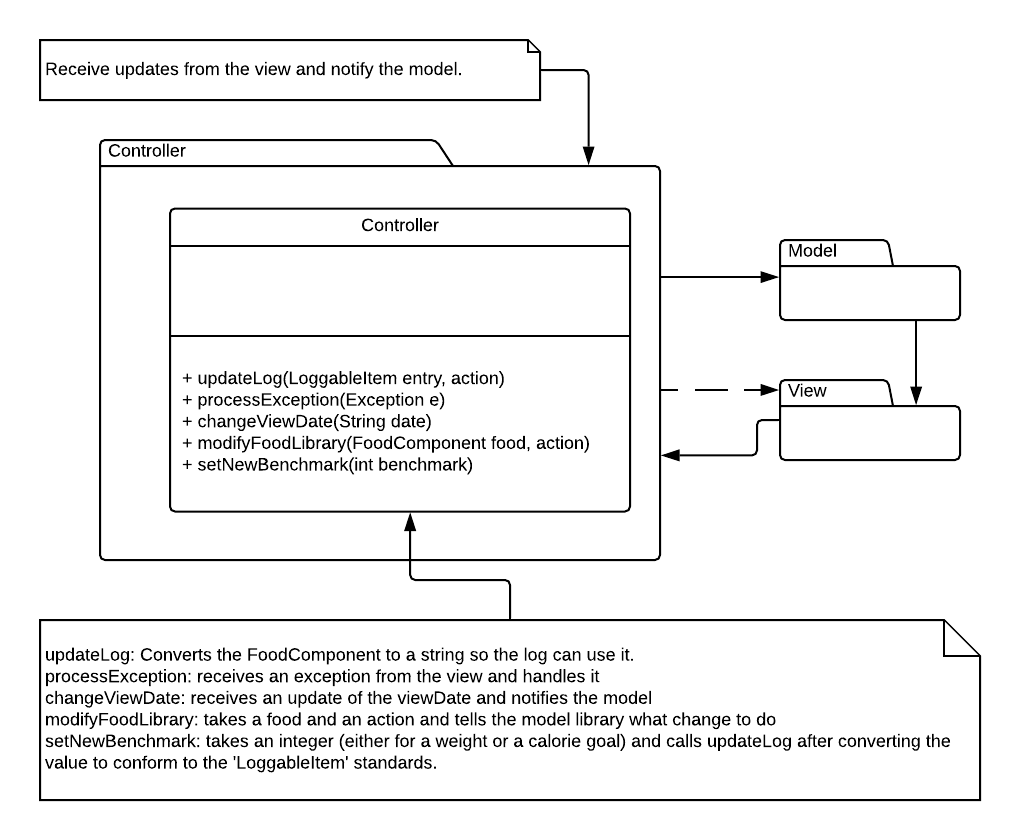 Receive updates from the view and notify the model.
Controller
Controller
Model
+ updateLog(LoggableItem entry, action)
+ processException(Exception e)
View
+ changeViewDate(String date)
+ modifyFoodLibrary(FoodComponent food, action)
+ setNewBenchmark(int benchmark)
updateLog: Converts the FoodComponent to a string so the log can use it.
processException: receives an exception from the view and handles it
changeViewDate: receives an update of the viewDate and notifies the model
modifyFoodLibrary: takes a food and an action and tells the model library what change to do
setNewBenchmark: takes an integer (either for a weight or a calorie goal) and calls updateLog after converting the
value to conform to the 'LoggableItem' standards.